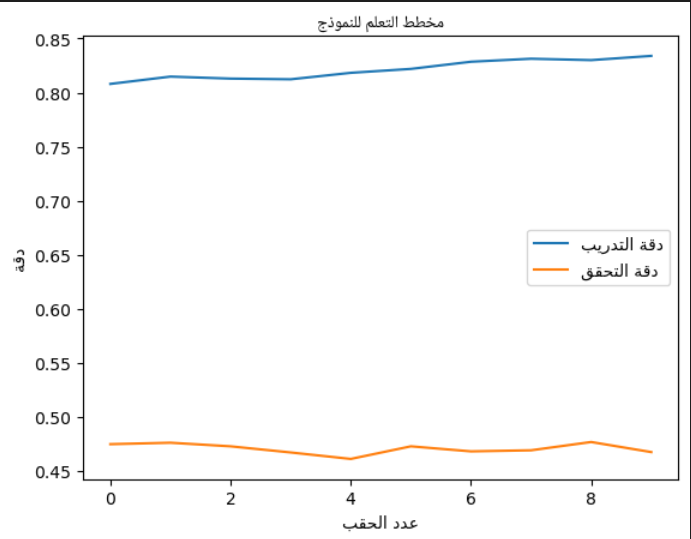 مخطط التعلم للنموذج
0.85
0.80
0.75
0.70
0.65
0.60
0.55
0.50
0.45
دقة
دقة التدريب
دقة التحقق
0 2 4 6 8
عدد الحقب